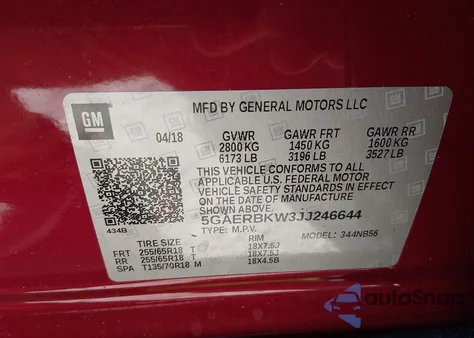 GM
MFD BY GENERAL MOTORS LLC
04/18 GVWR GAWR FRT GAWR RR
2800 KG 1450 KG 1600 KG
6173 LB 3196 LB 3527 LB
THIS VEHICLE CONFORMS TO ALL
APPLICABLE U.S. FEDERAL MOTOR
VEHICLE SAFETY STANDARDS IN EFFECT
ON THE DATE OF MANUFACTURE
SHOWN ABOVE.
434B
5GAERBKW3JJ246644
TYPE: M.P.V. MODEL: 344NB56
TIRE SIZE RIM
FRT 255/65R18 T 18X7.5J
RR 255/65R18 T 18X7.5J
SPA T135/70R18 M 18X4.5B
AutoSnap